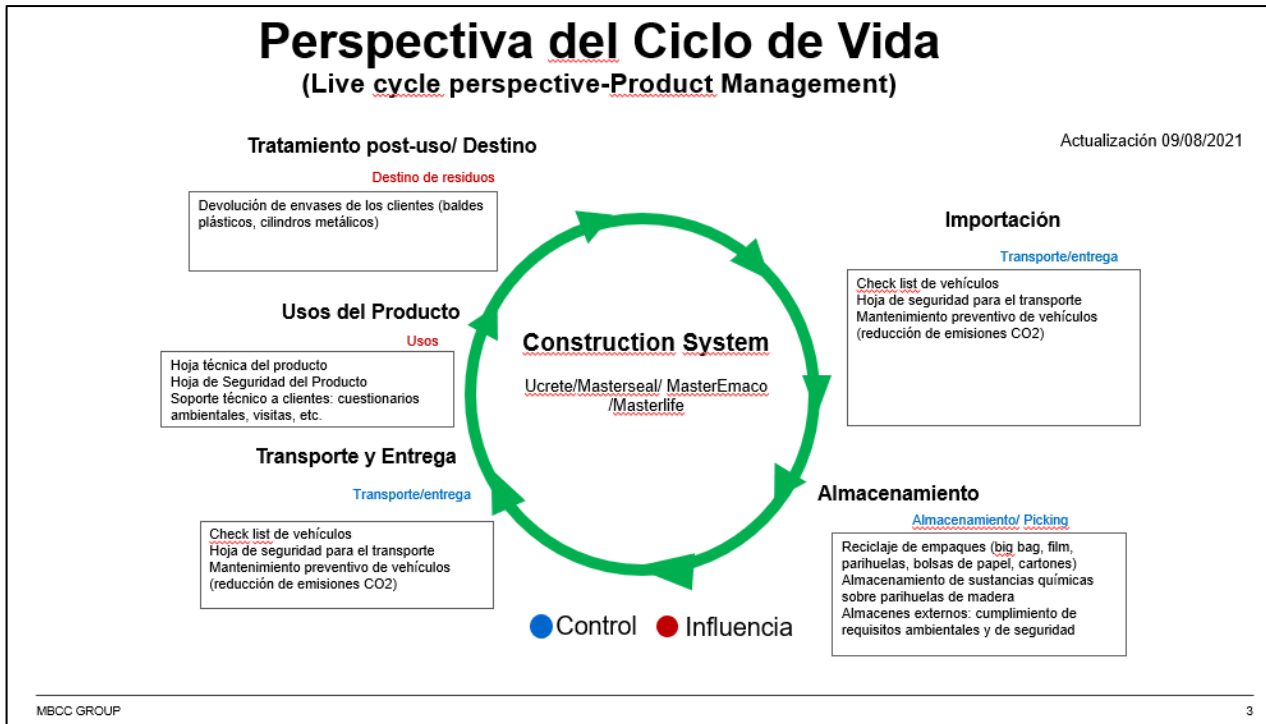 Perspectiva del Ciclo de Vida
(Live cycle perspective-Product Management)
Actualización 09/08/2021
Tratamiento post-uso/ Destino
Destino de residuos
Devolución de envases de los clientes (baldes
plásticos, cilindros metálicos)
Importación
Transporte/entrega
Check list de vehículos
Hoja de seguridad para el transporte
Mantenimiento preventivo de vehículos
(reducción de emisiones CO2)
Usos del Producto
Usos
Hoja técnica del producto
Hoja de Seguridad del Producto
Soporte técnico a clientes: cuestionarios
ambientales, visitas, etc.
Construction System
Ucrete/Masterseal/ MasterEmaco
/Masterlife
Transporte y Entrega
Transporte/entrega
Check list de vehículos
Hoja de seguridad para el transporte
Mantenimiento preventivo de vehículos
(reducción de emisiones CO2)
Almacenamiento
Almacenamiento/ Picking
Reciclaje de empaques (big bag, film,
parihuelas, bolsas de papel, cartones)
Almacenamiento de sustancias químicas
sobre parihuelas de madera
Almacenes externos: cumplimiento de
requisitos ambientales y de seguridad
Control Influencia
MBCC GROUP
3